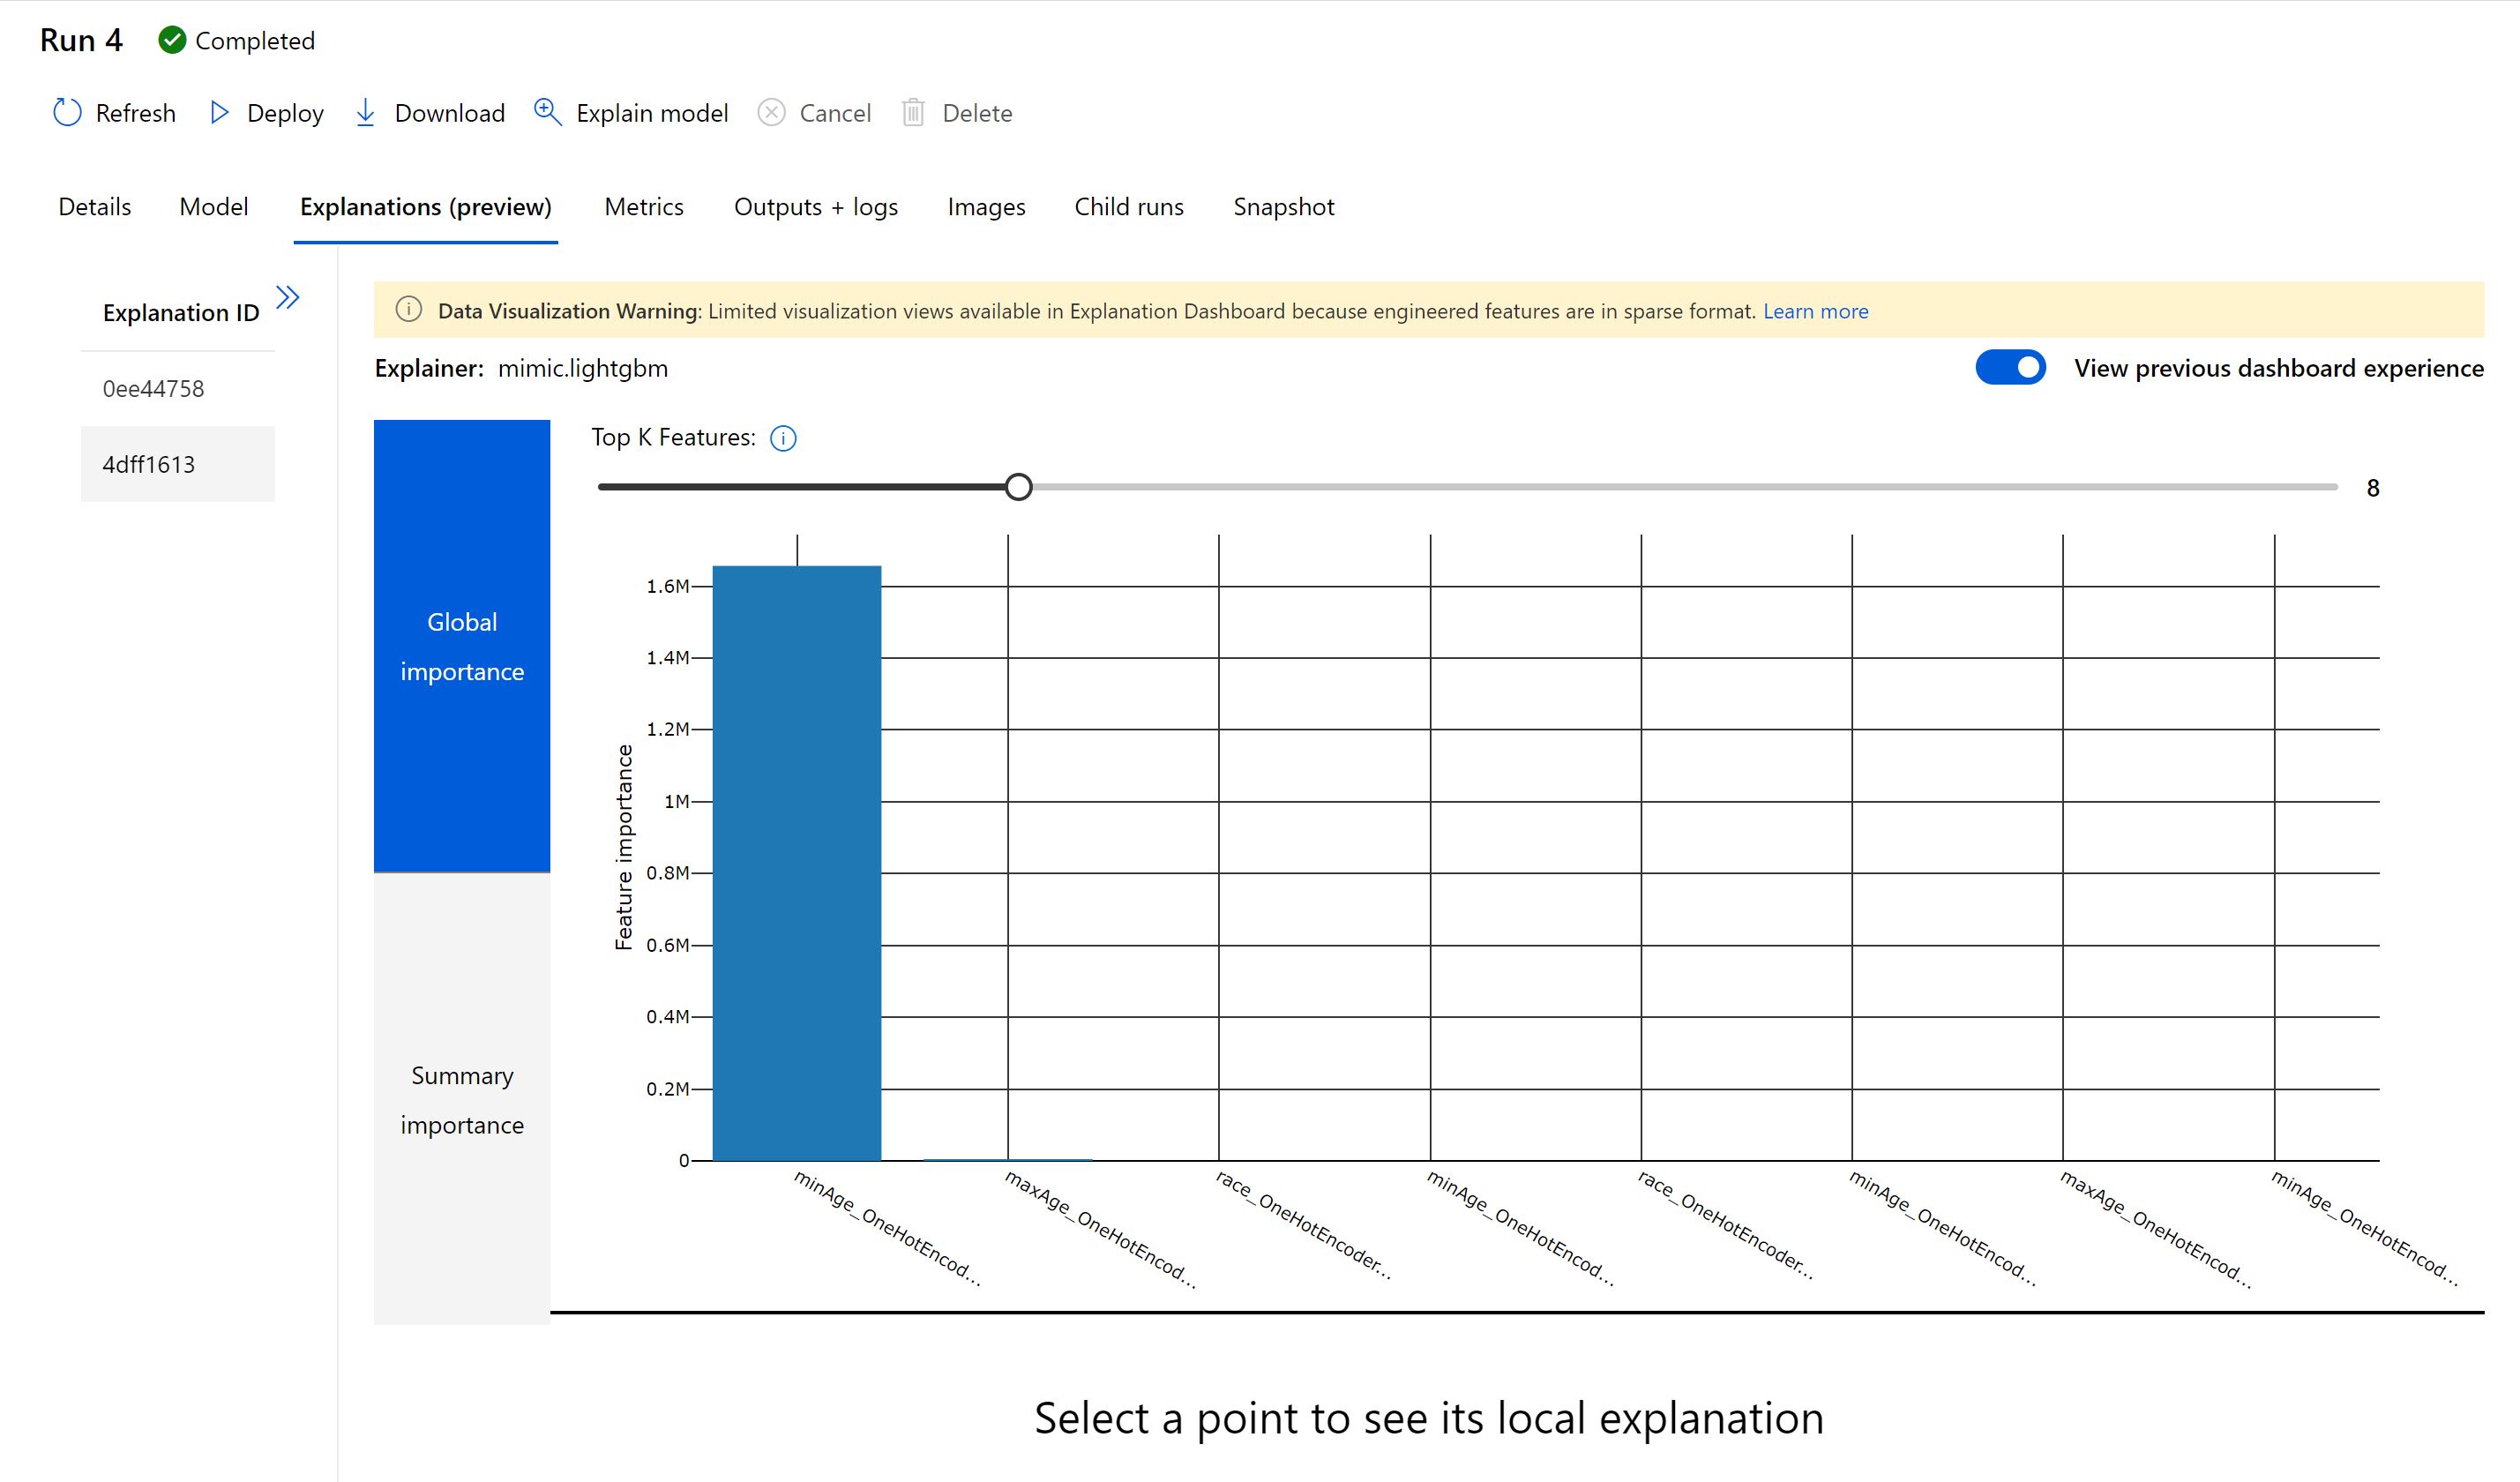 Run 4 Completed
Refresh Deploy Download Explain model Cancel Delete
Details Model Explanations (preview) Metrics Outputs + logs Images Child runs Snapshot
Explanation ID
0ee44758
4dff1613
Data Visualization Warning: Limited visualization views available in Explanation Dashboard because engineered features are in sparse format. Learn more
Explainer: mimic.lightgbm
View previous dashboard experience
Global
importance
Summary
importance
Top K Features:
8
Feature importance
1.6M
1.4M
1.2M
1M
0.8M
0.6M
0.4M
0.2M
0
minAge_OneHotEncod...
maxAge_OneHotEncod...
race_OneHotEncoder...
minAge_OneHotEncod...
race_OneHotEncoder...
minAge_OneHotEncod...
maxAge_OneHotEncod...
minAge_OneHotEncod...
Select a point to see its local explanation